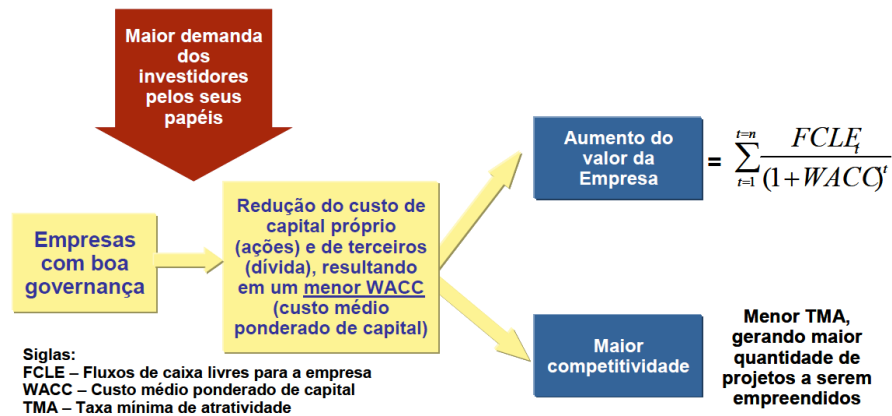 Maior demanda
dos
investidores
pelos seus
papéis
Empresas
com boa
governança
Redução do custo de
capital próprio
(ações) e de terceiros
(dívida), resultando
em um menor WACC
(custo médio
ponderado de capital)
Aumento do
valor da
Empresa
= ∑_{t=1}^{t=n} FCLE_t / (1+WACC)^t
Maior
competitividade
Menor TMA,
gerando maior
quantidade de
projetos a serem
empreendidos
Siglas:
FCLE – Fluxos de caixa livres para a empresa
WACC – Custo médio ponderado de capital
TMA – Taxa mínima de atratividade